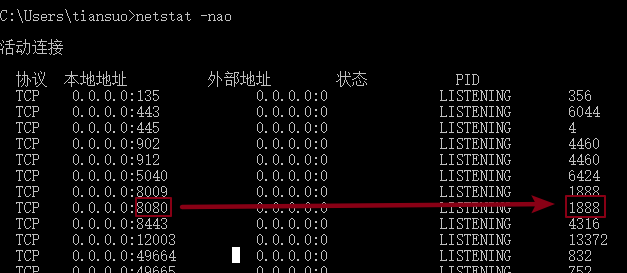 C:\Users\tiansuo>netstat -nao
活动连接
协议 本地地址 外部地址 状态 PID
TCP 0.0.0.0:135 0.0.0.0:0 LISTENING 356
TCP 0.0.0.0:443 0.0.0.0:0 LISTENING 6044
TCP 0.0.0.0:445 0.0.0.0:0 LISTENING 4
TCP 0.0.0.0:902 0.0.0.0:0 LISTENING 4460
TCP 0.0.0.0:912 0.0.0.0:0 LISTENING 4460
TCP 0.0.0.0:5040 0.0.0.0:0 LISTENING 6424
TCP 0.0.0.0:8009 0.0.0.0:0 LISTENING 1888
TCP 0.0.0.0:8080 0.0.0.0:0 LISTENING 1888
TCP 0.0.0.0:8443 0.0.0.0:0 LISTENING 4316
TCP 0.0.0.0:12003 0.0.0.0:0 LISTENING 13372
TCP 0.0.0.0:49664 0.0.0.0:0 LISTENING 832
TCP 0.0.0.0:49665 0.0.0.0:0 LISTENING 752